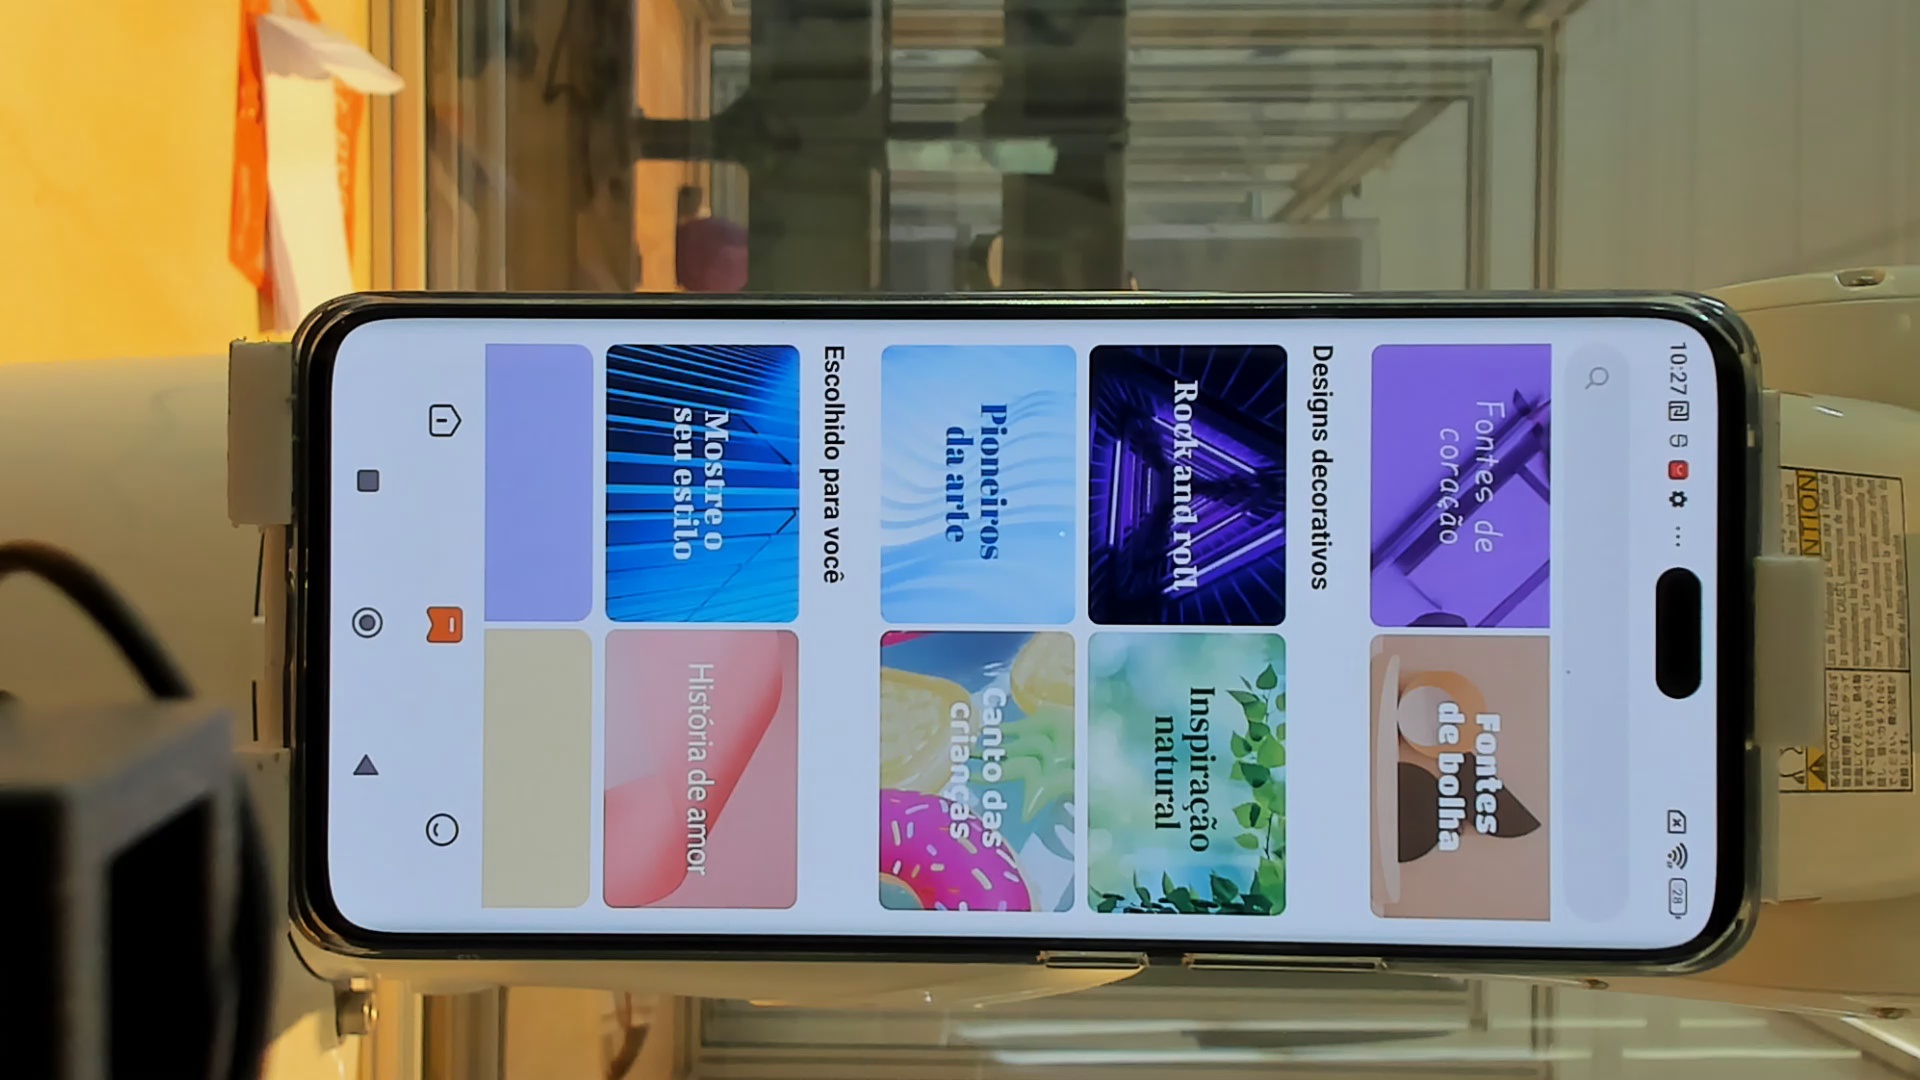 10:27
28
Fontes de
coração
Fontes
de bolha
Designs decorativos
Rock and roll
Inspiração
natural
Pioneiros
da arte
Canto das
crianças
Escolhido para você
Mostre o
seu estilo
História de amor
NOTIN